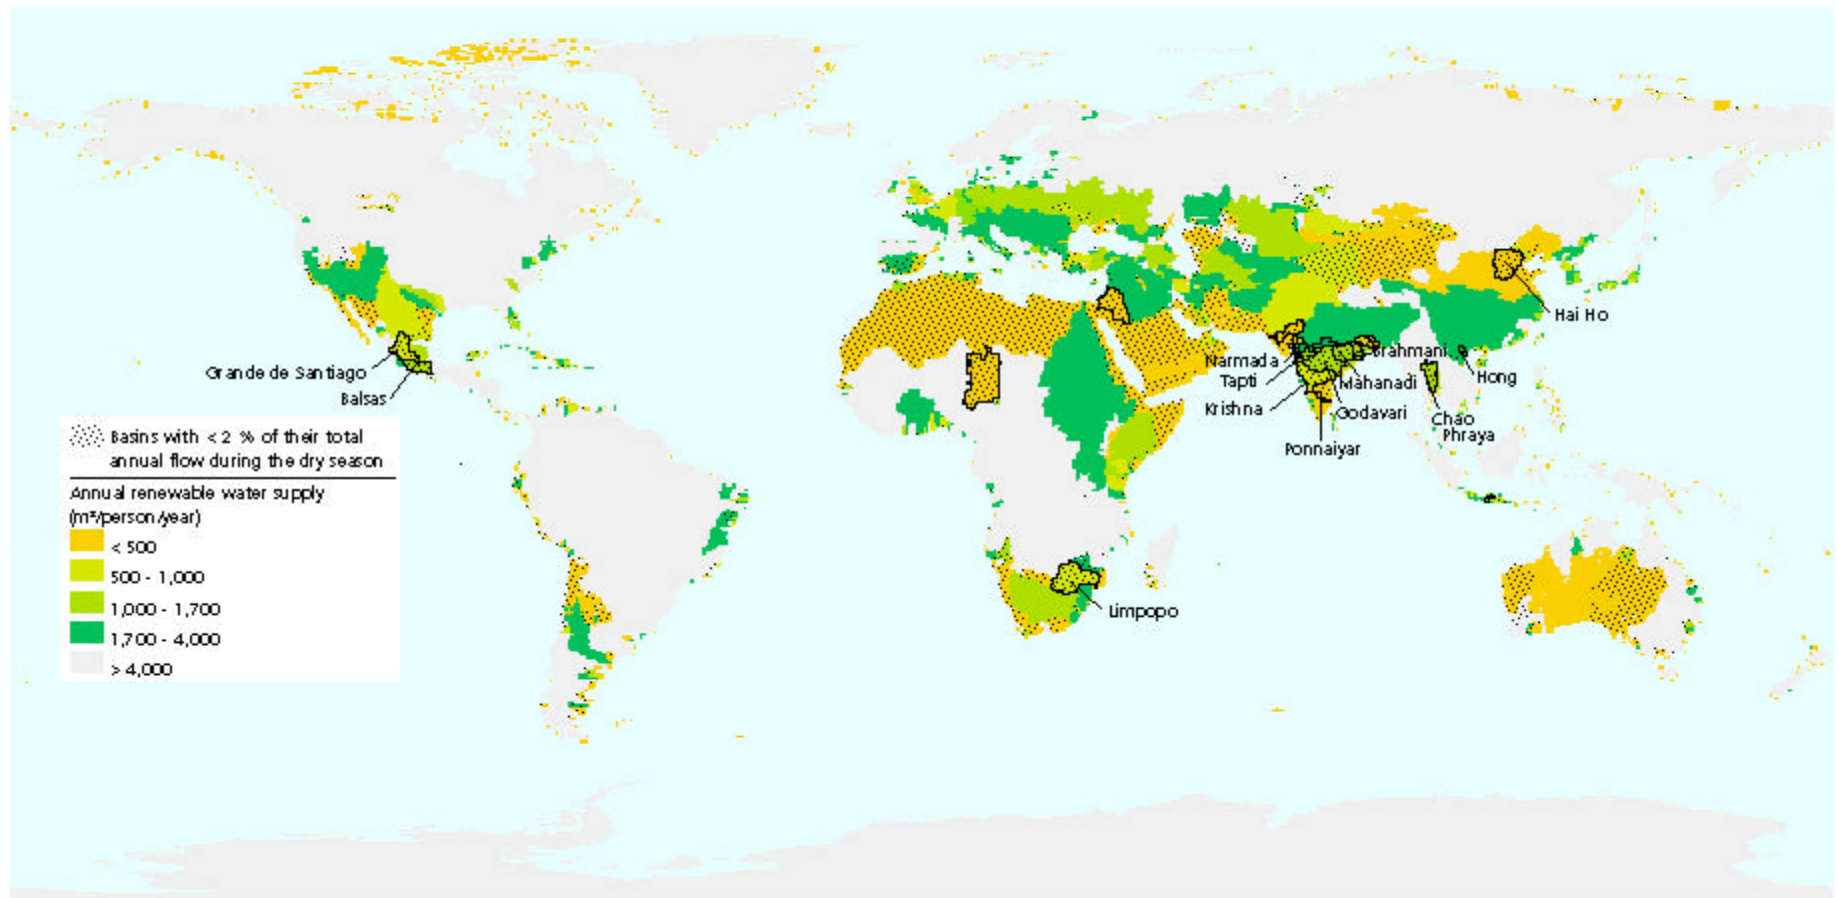 Hai Ho
Narmada
Brahmani
Grande de Santiago
Tapti
Mahanadi
Hong
Balsas
Krishna
Godavari
Chao
Phraya
Ponnaiyar
Basins with < 2 % of their total
annual flow during the dry season
Annual renewable water supply
(m³/person/year)
< 500
500 - 1,000
1,000 - 1,700
1,700 - 4,000
> 4,000
Limpopo